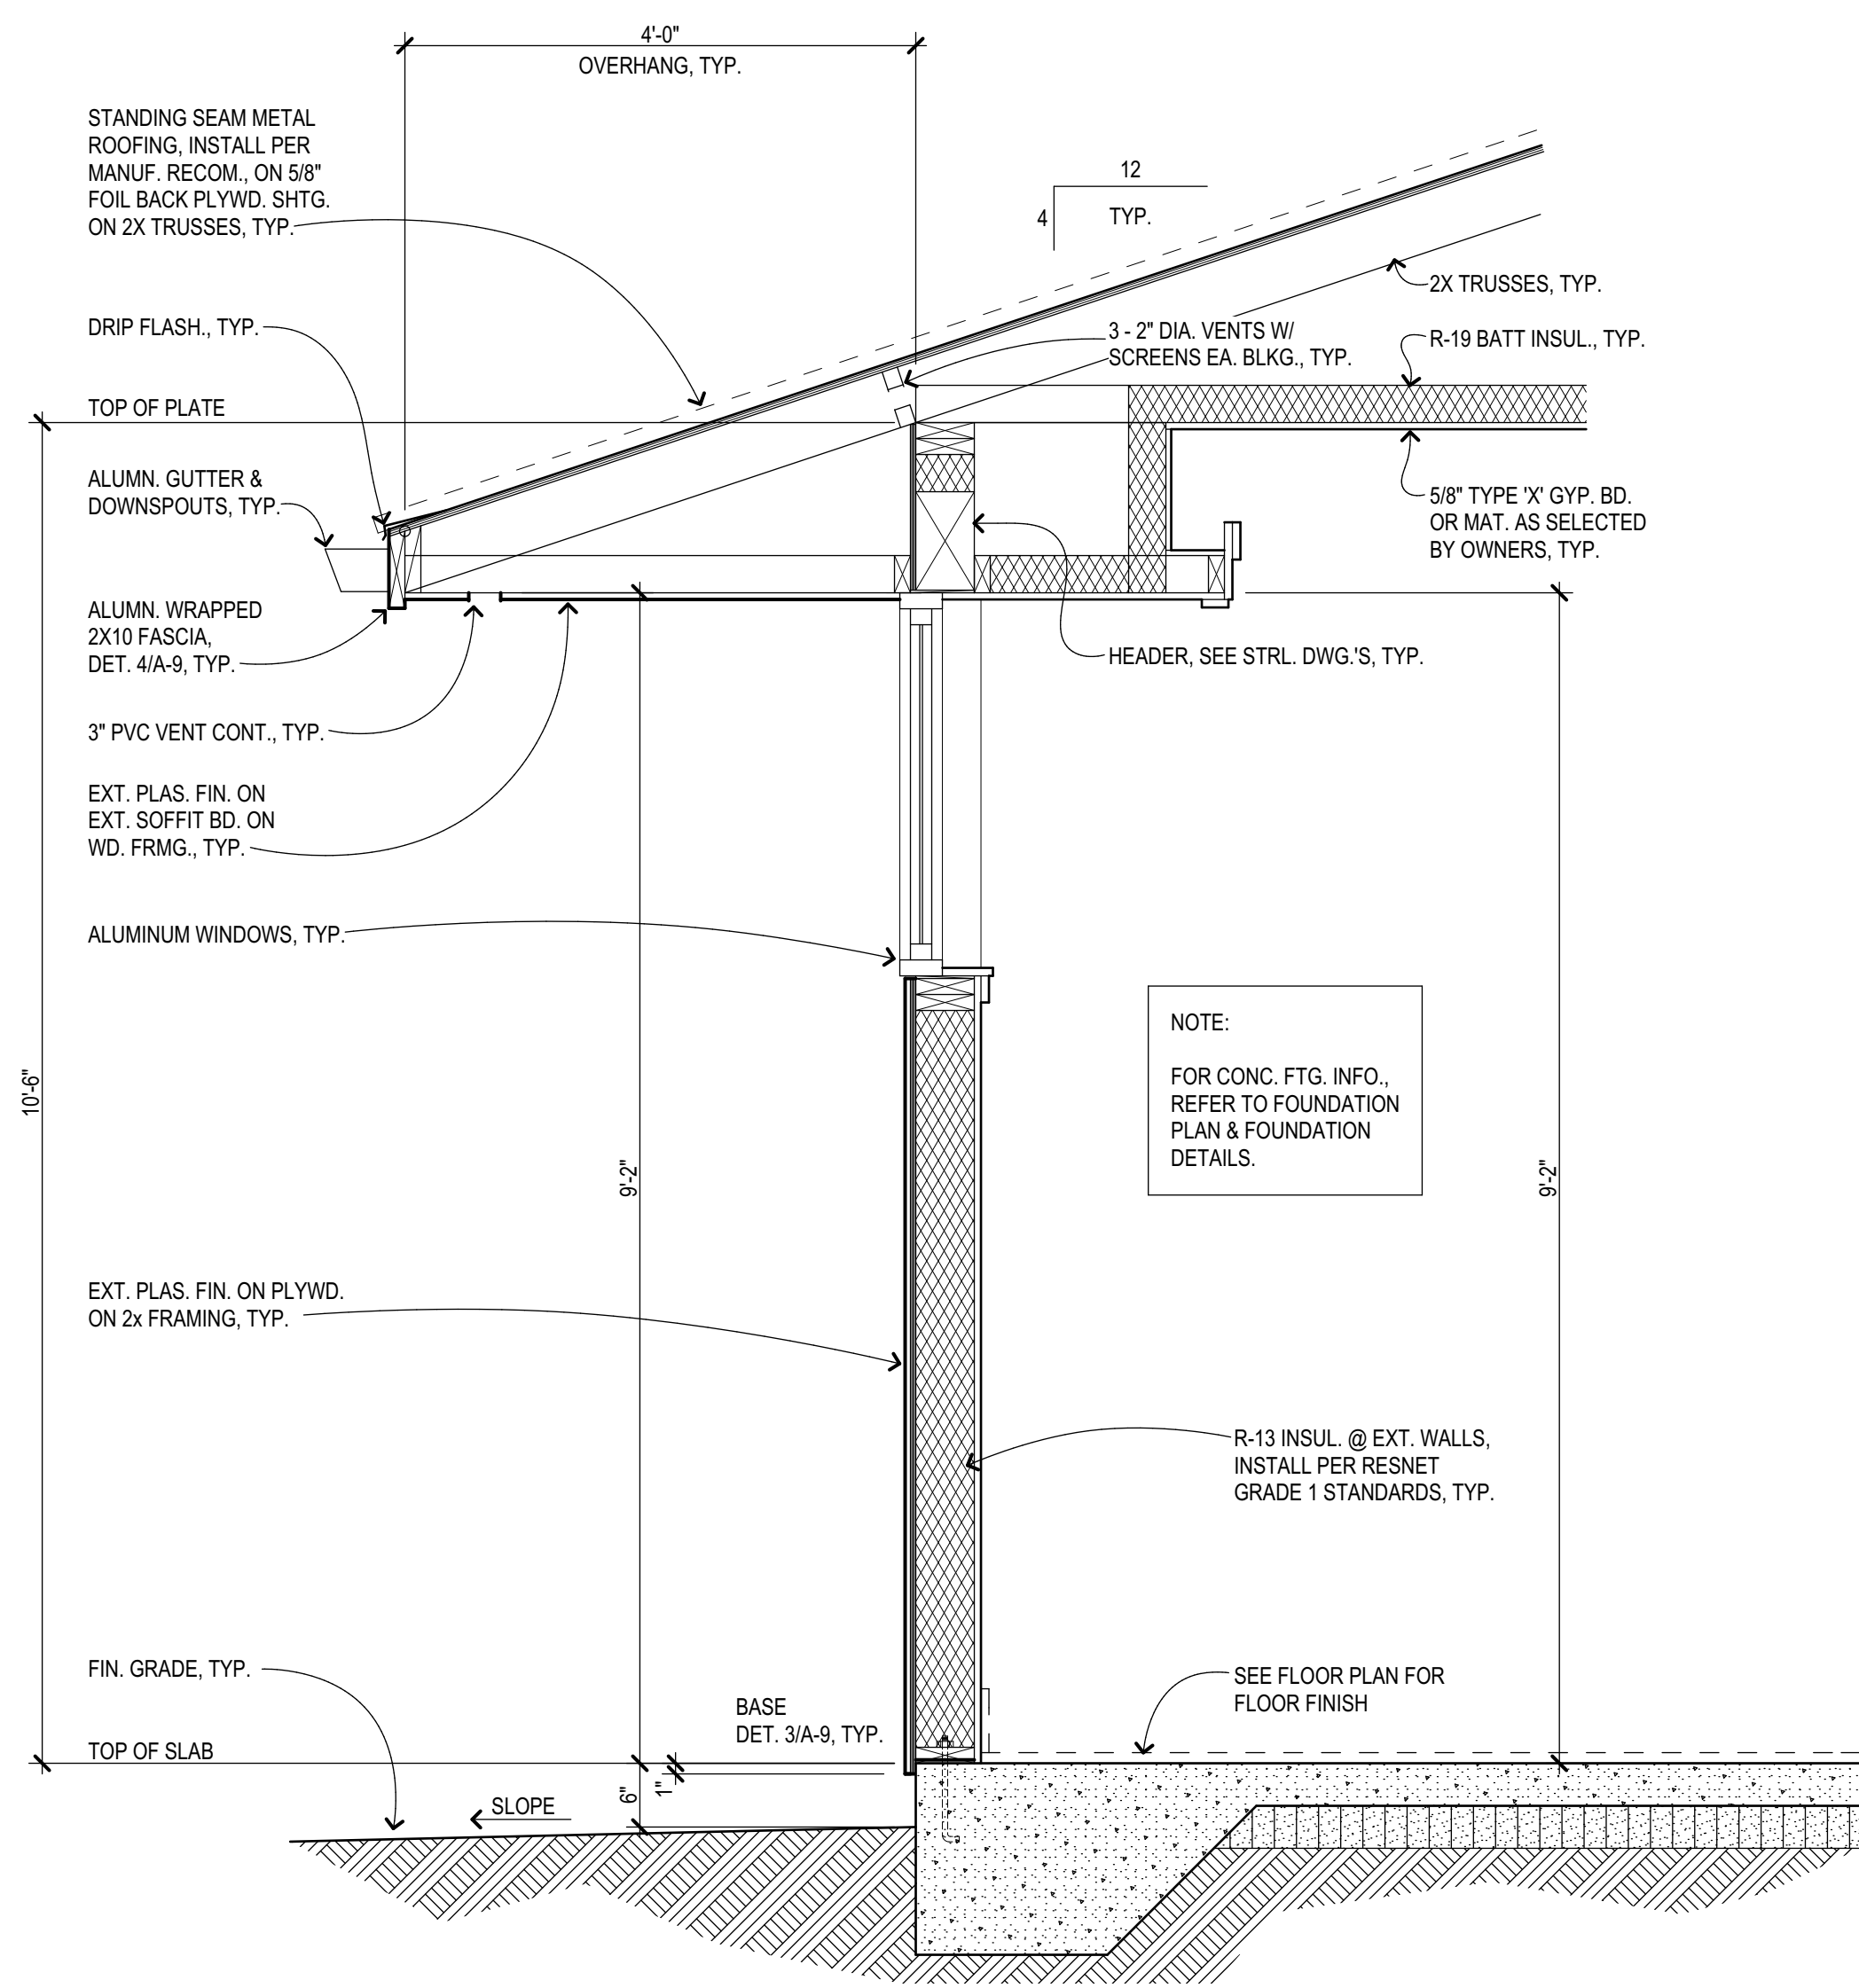 4'-0"
OVERHANG, TYP.
STANDING SEAM METAL
ROOFING, INSTALL PER
MANUF. RECOM., ON 5/8"
FOIL BACK PLYWD. SHTG.
ON 2X TRUSSES, TYP.
12
4
TYP.
2X TRUSSES, TYP.
DRIP FLASH., TYP.
3 - 2" DIA. VENTS W/
SCREENS EA. BLKG., TYP.
R-19 BATT INSUL., TYP.
TOP OF PLATE
ALUMN. GUTTER &
DOWNSPOUTS, TYP.
5/8" TYPE 'X' GYP. BD.
OR MAT. AS SELECTED
BY OWNERS, TYP.
ALUMN. WRAPPED
2X10 FASCIA,
DET. 4/A-9, TYP.
HEADER, SEE STRL. DWG.'S, TYP.
3" PVC VENT CONT., TYP.
EXT. PLAS. FIN. ON
EXT. SOFFIT BD. ON
WD. FRMG., TYP.
ALUMINUM WINDOWS, TYP.
NOTE:
FOR CONC. FTG. INFO.,
REFER TO FOUNDATION
PLAN & FOUNDATION
DETAILS.
10'-6"
9'-2"
9'-2"
EXT. PLAS. FIN. ON PLYWD.
ON 2x FRAMING, TYP.
R-13 INSUL. @ EXT. WALLS,
INSTALL PER RESNET
GRADE 1 STANDARDS, TYP.
FIN. GRADE, TYP.
SEE FLOOR PLAN FOR
FLOOR FINISH
BASE
DET. 3/A-9, TYP.
TOP OF SLAB
6"
1"
SLOPE